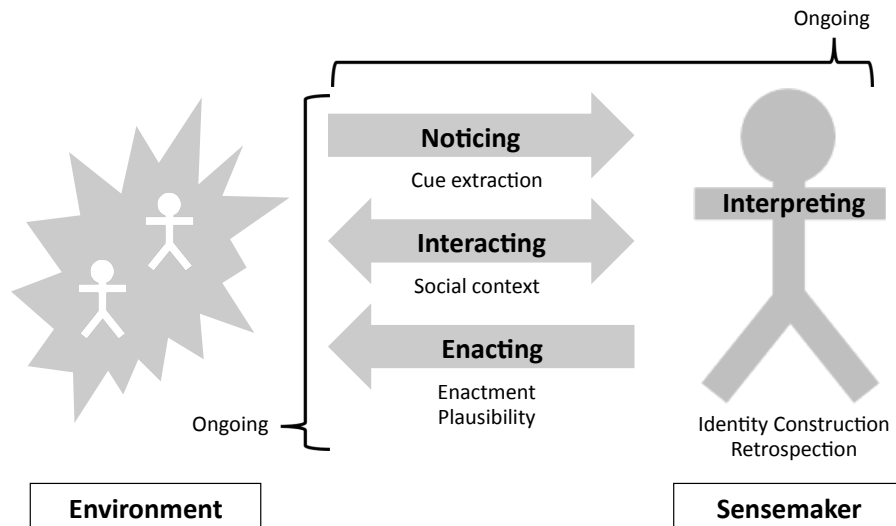 Ongoing
Noticing
Cue extraction
Interpreting
Interacting
Social context
Enacting
Enactment
Plausibility
Ongoing
Identity Construction
Retrospection
Environment
Sensemaker